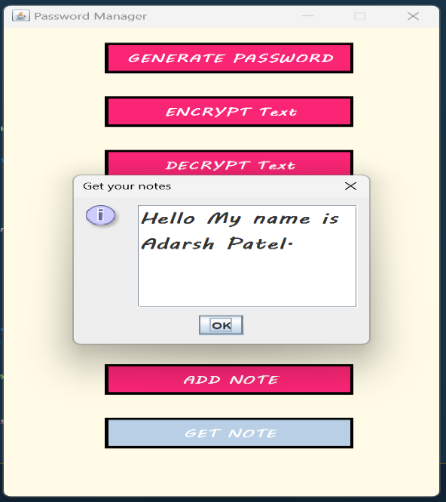 Password Manager
GENERATE PASSWORD
ENCRYPT Text
DECRYPT Text
Get your notes
i
Hello My name is
Adarsh Patel.
OK
ADD NOTE
GET NOTE